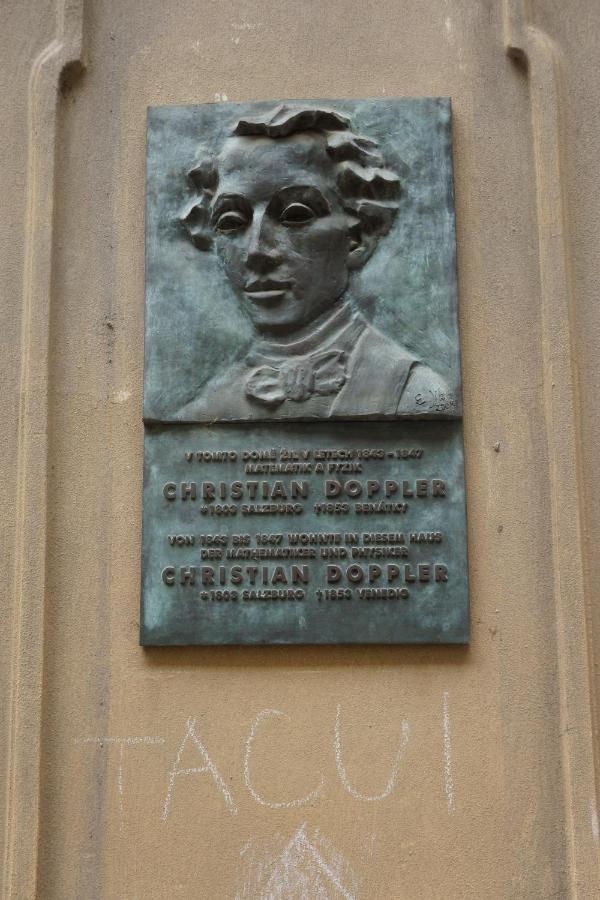 V TOMTO DOMĚ ŽIL V LETECH 1843 - 1847
MATEMATIK A FYZIK
CHRISTIAN DOPPLER
*1803 SALZBURG †1853 BENÁTKY
VON 1843 BIS 1847 WOHNTE IN DIESEM HAUS
DER MATHEMATIKER UND PHYSIKER
CHRISTIAN DOPPLER
*1803 SALZBURG †1853 VENEDIG
TACUI